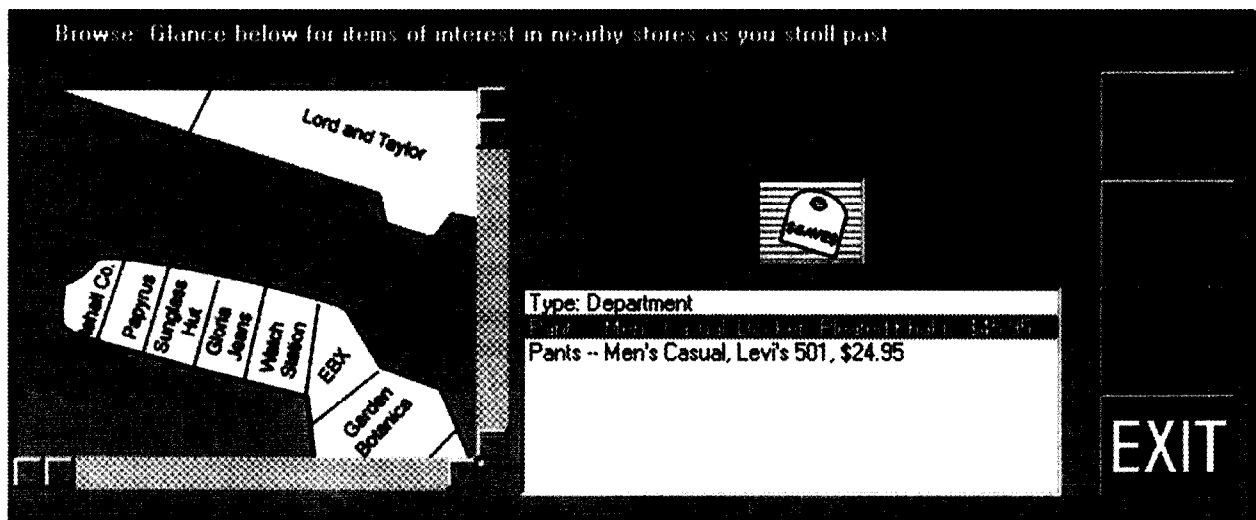 Browse: Glance below for items of interest in nearby stores as you stroll past
Lord and Taylor
Papyrus
Sunglass
Hut
Gloria
Jeans
Watch
Station
EBX
Garden
Botanica
Type: Department
Pants -- Men's Casual, Levi's 501, $24.95
EXIT